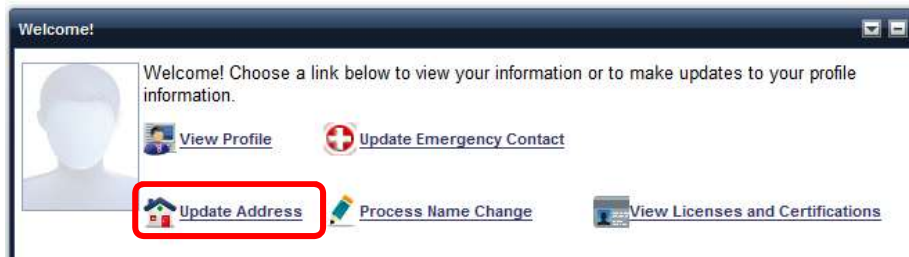 Welcome!
Welcome! Choose a link below to view your information or to make updates to your profile
information.
View Profile Update Emergency Contact
Update Address Process Name Change View Licenses and Certifications